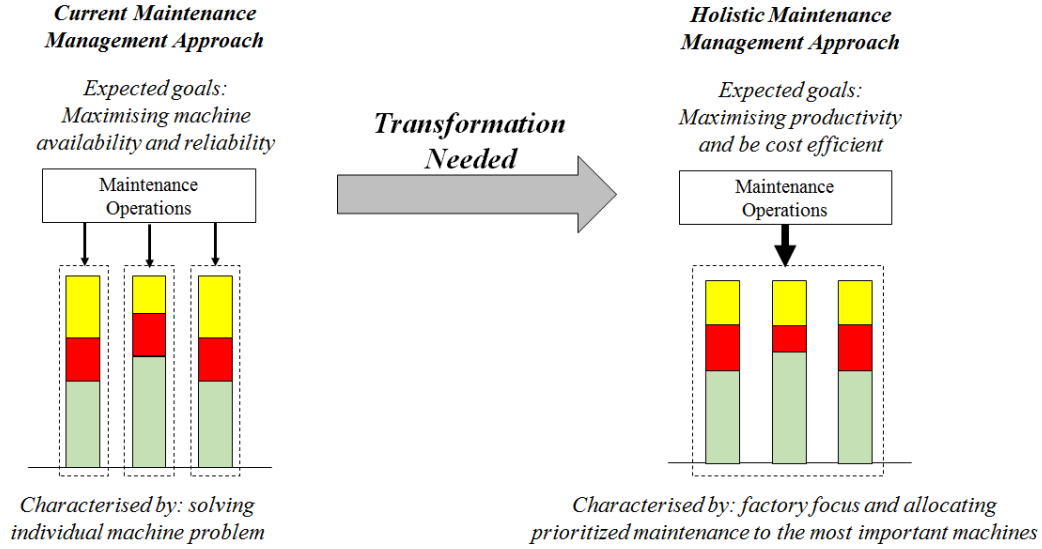 Current Maintenance
Management Approach
Expected goals:
Maximising machine
availability and reliability
Maintenance
Operations
Characterised by: solving
individual machine problem
Transformation
Needed
Holistic Maintenance
Management Approach
Expected goals:
Maximising productivity
and be cost efficient
Maintenance
Operations
Characterised by: factory focus and allocating
prioritized maintenance to the most important machines